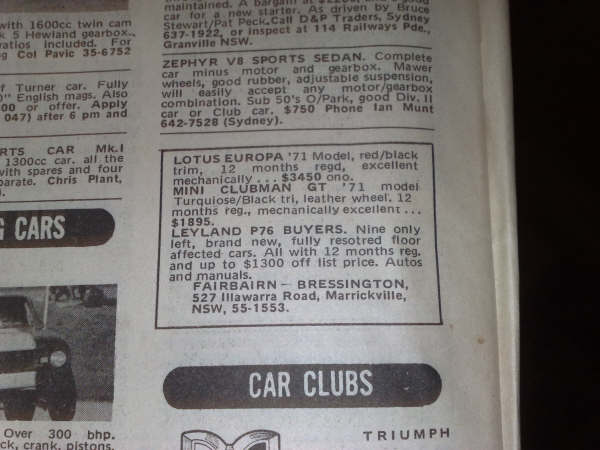 with 1600cc twin cam
k 5 Hewland gearbox.,
ratios included. For
g Col Pavic 35-6752
f Turner car. Fully
0" English mags. Also
00 or offer. Apply
047) after 6 pm and
RTS CAR Mk.I
1300cc car. all the
with spares and four
parate. Chris Plant,
G CARS
Over 300 bhp.
ck, crank, pistons,
maintained. A bargain at
car for a new starter. As driven by Bruce
Stewart/Pat Peck. Call D&P Traders, Sydney
637-1922, or inspect at 114 Railways Pde.,
Granville NSW.
ZEPHYR V8 SPORTS SEDAN. Complete
car minus motor and gearbox. Mawer
wheels, good rubber, adjustable suspension,
will easily accept any motor/gearbox
combination. Sub 50's O/Park, good Div. II
car or Club car. $750 Phone Ian Munt
642-7528 (Sydney).
LOTUS EUROPA '71 Model, red/black
trim, 12 months regd, excellent
mechanically ... $3450 ono.
MINI CLUBMAN GT '71 model
Turquiose/Black tri, leather wheel. 12
months reg., mechanically excellent ...
$1895.
LEYLAND P76 BUYERS. Nine only
left, brand new, fully resotred floor
affected cars. All with 12 months reg.
and up to $1300 off list price. Autos
and manuals.
FAIRBAIRN — BRESSINGTON,
527 Illawarra Road, Marrickville,
NSW, 55-1553.
CAR CLUBS
TRIUMPH